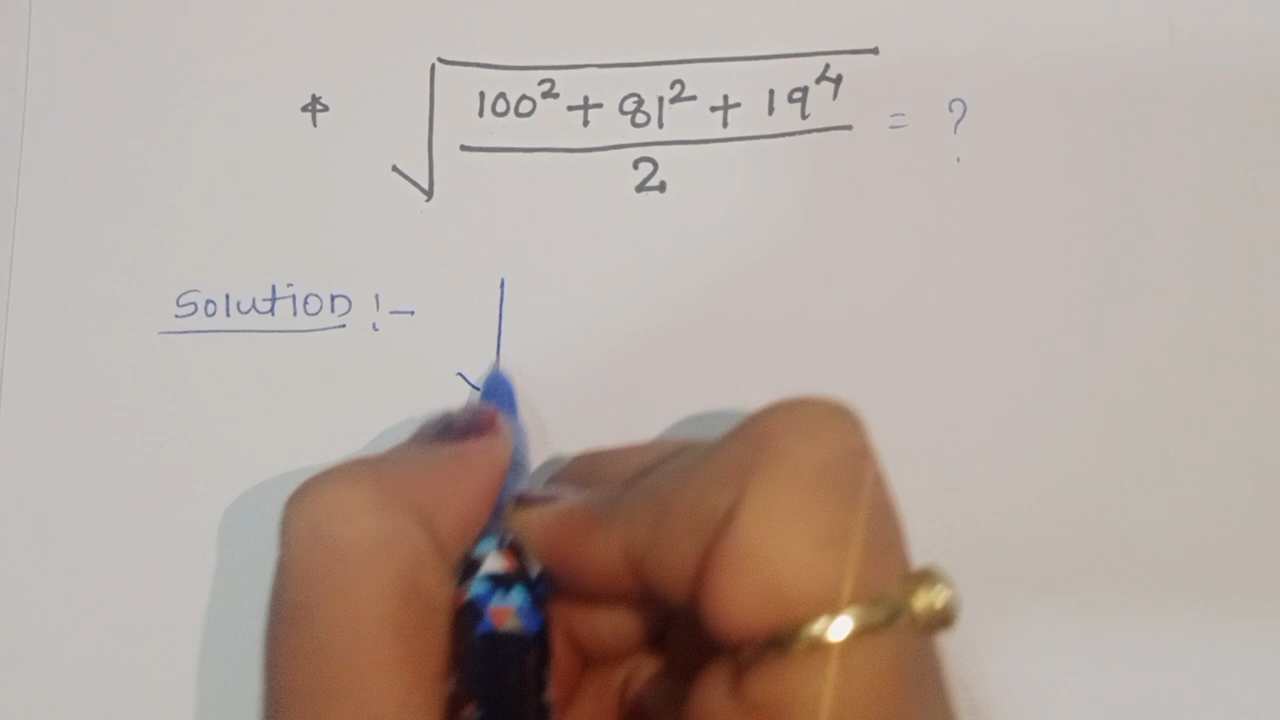 * √((100² + 81² + 19⁴)/2) = ?
Solution :-